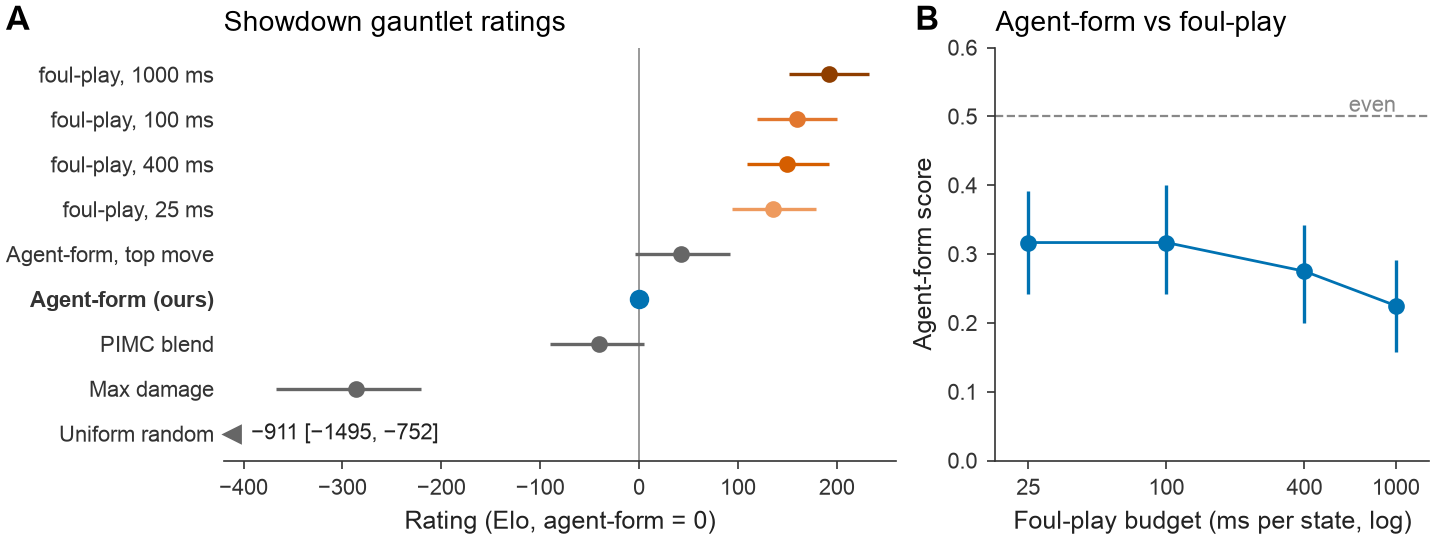 A
Showdown gauntlet ratings
foul-play, 1000 ms
foul-play, 100 ms
foul-play, 400 ms
foul-play, 25 ms
Agent-form, top move
Agent-form (ours)
PIMC blend
Max damage
Uniform random
−911 [−1495, −752]
−400
−300
−200
−100
0
100
200
Rating (Elo, agent-form = 0)
B
Agent-form vs foul-play
Agent-form score
0.6
0.5
0.4
0.3
0.2
0.1
0.0
even
25
100
400
1000
Foul-play budget (ms per state, log)